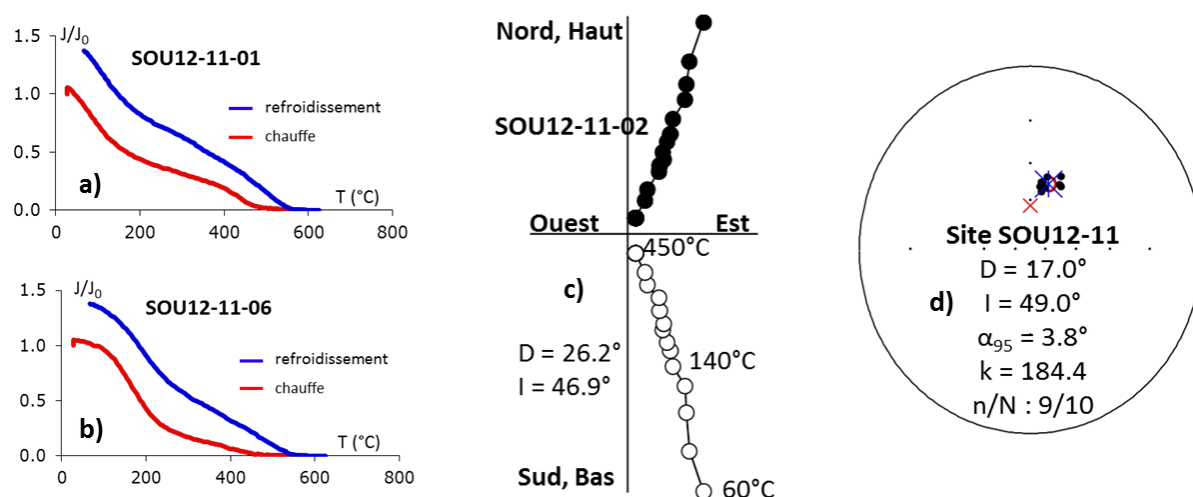 J/J0
1.5
1.0
0.5
0.0
SOU12-11-01
refroidissement
chauffe
a)
T (°C)
0
200
400
600
800
J/J0
1.5
1.0
0.5
0.0
SOU12-11-06
refroidissement
chauffe
b)
T (°C)
0
200
400
600
800
Nord, Haut
SOU12-11-02
Ouest
Est
450°C
c)
140°C
D = 26.2°
I = 46.9°
Sud, Bas
60°C
Site SOU12-11
D = 17.0°
d)
I = 49.0°
α95 = 3.8°
k = 184.4
n/N : 9/10